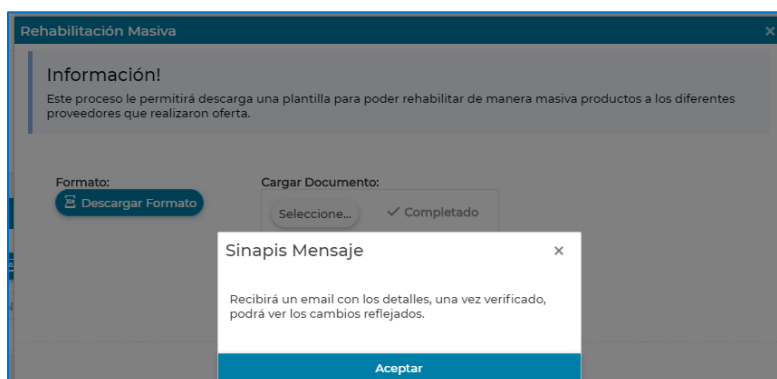 Rehabilitación Masiva
Información!
Este proceso le permitirá descarga una plantilla para poder rehabilitar de manera masiva productos a los diferentes
proveedores que realizaron oferta.
Formato:
Cargar Documento:
Descargar Formato
Seleccione...
Completado
Sinapis Mensaje
Recibirá un email con los detalles, una vez verificado,
podrá ver los cambios reflejados.
Aceptar